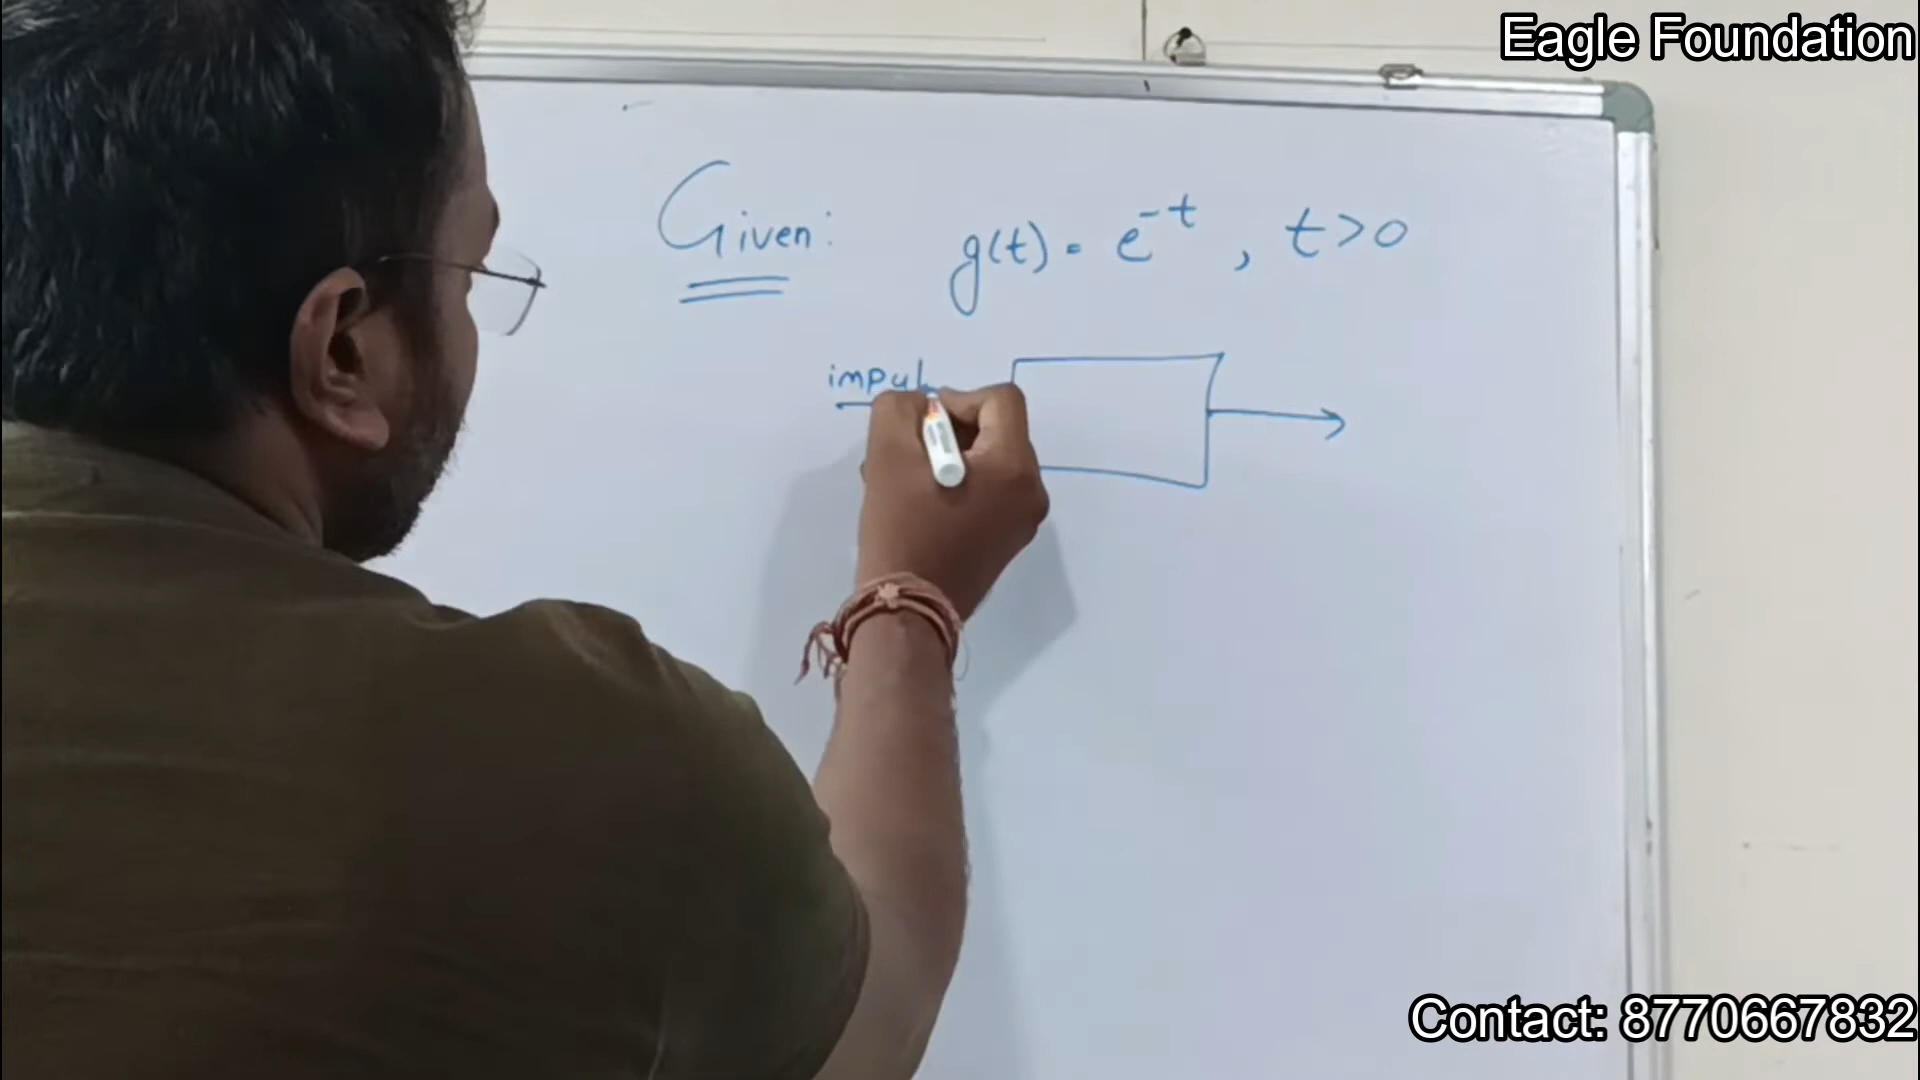 Eagle Foundation
Given: g(t) = e^-t , t>0
impul
Contact: 8770667832